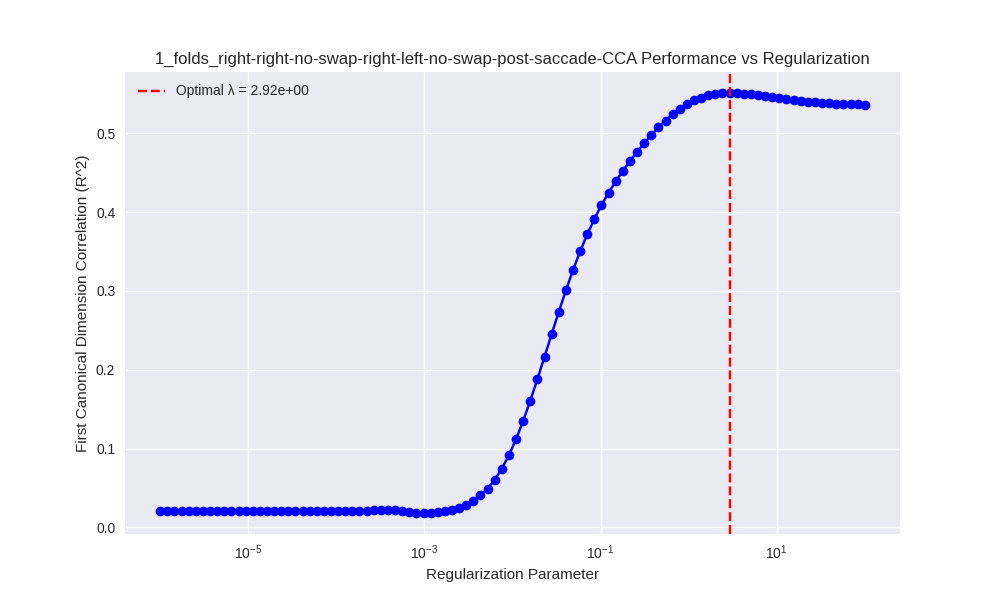 1_folds_right-right-no-swap-right-left-no-swap-post-saccade-CCA Performance vs Regularization
Optimal λ = 2.92e+00
First Canonical Dimension Correlation (R^2)
0.5
0.4
0.3
0.2
0.1
0.0
10⁻⁵
10⁻³
10⁻¹
10¹
Regularization Parameter